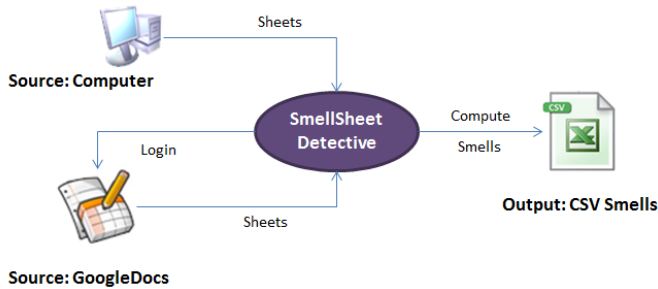 Sheets
Source: Computer
SmellSheet
Detective
Compute
Smells
CSV
Login
Sheets
Output: CSV Smells
Source: GoogleDocs